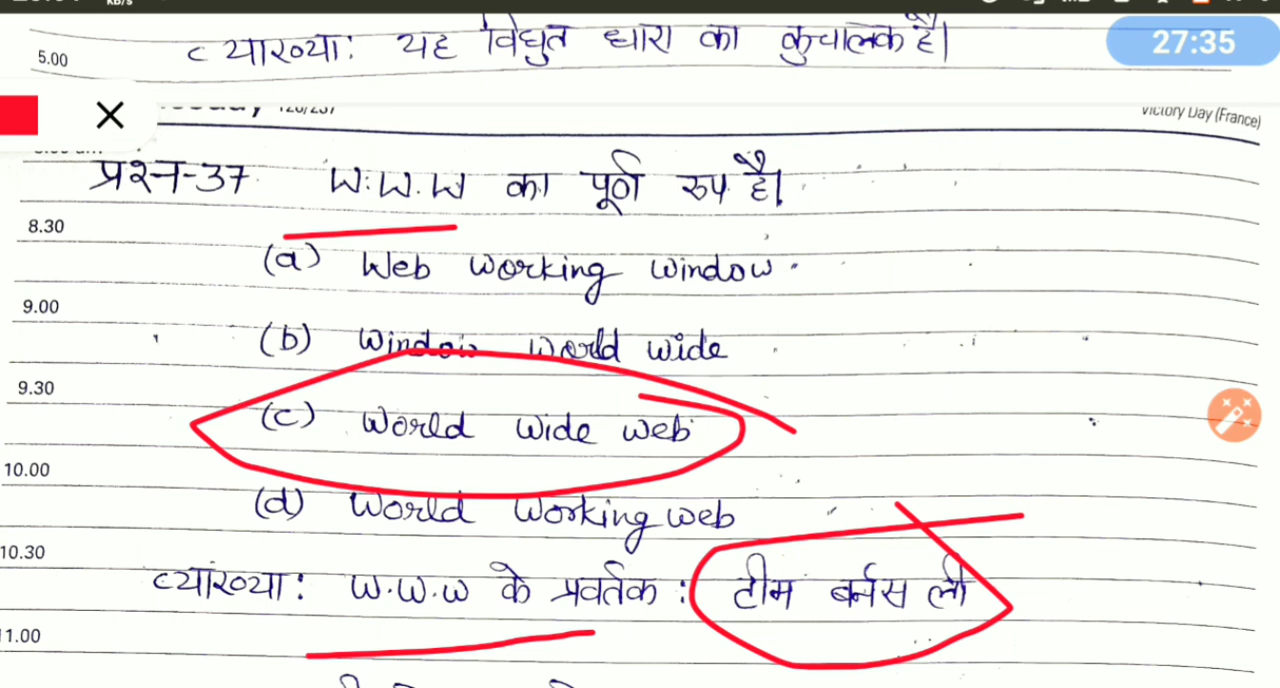 KB/s
व्याख्या: यह विधुत धारा का कुचालक है।
27:35
5.00
Victory Day (France)
प्रश्न-37 W.W.W का पूर्ण रुप है।
8.30
(a) Web Working Window
9.00
(b) Window World Wide
9.30
(c) World Wide Web
10.00
(d) World Working Web
10.30
व्याख्या: W.W.W के प्रवर्तक : टीम बर्नस ली
11.00